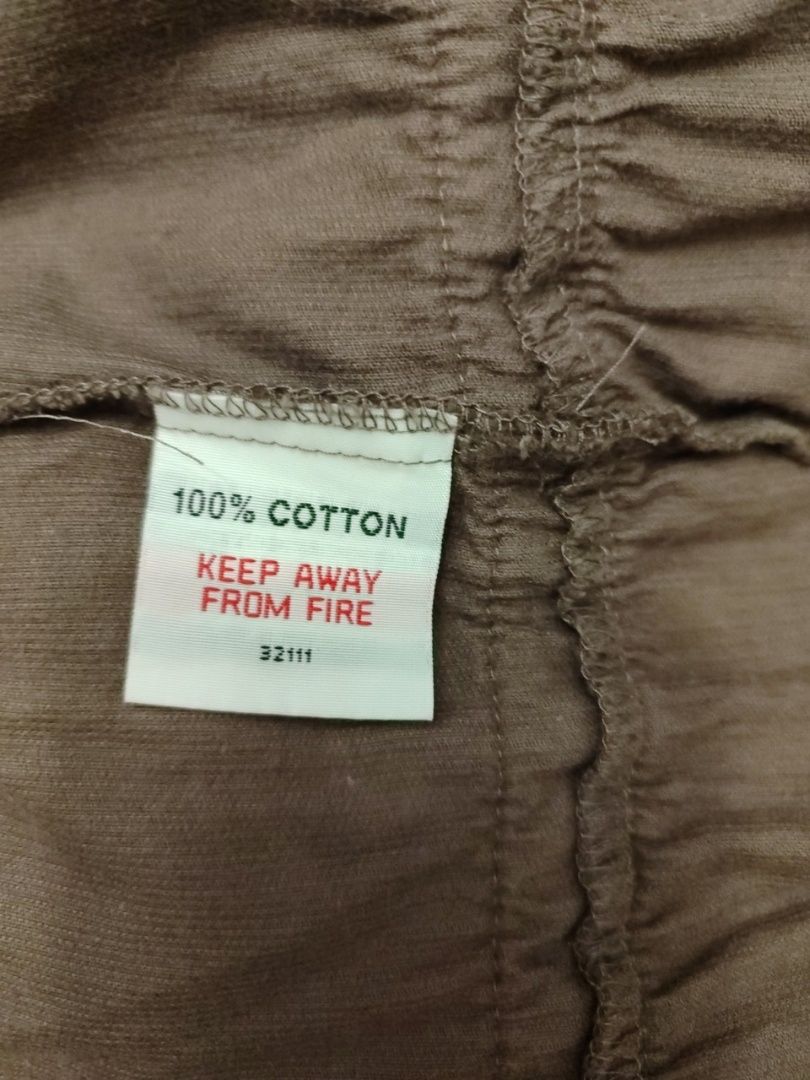 100% COTTON
KEEP AWAY
FROM FIRE
32111